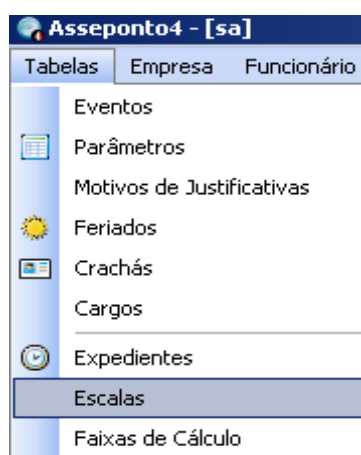 Asseponto4 - [sa]
Tabelas Empresa Funcionário
Eventos
Parâmetros
Motivos de Justificativas
Feriados
Crachás
Cargos
Expedientes
Escalas
Faixas de Cálculo